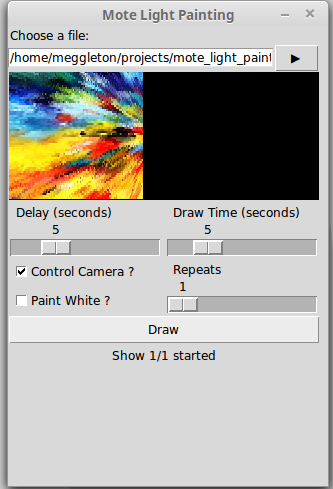 Mote Light Painting
Choose a file:
/home/meggleton/projects/mote_light_paint
Delay (seconds)
Draw Time (seconds)
5
5
Control Camera ?
Repeats
1
Paint White ?
Draw
Show 1/1 started